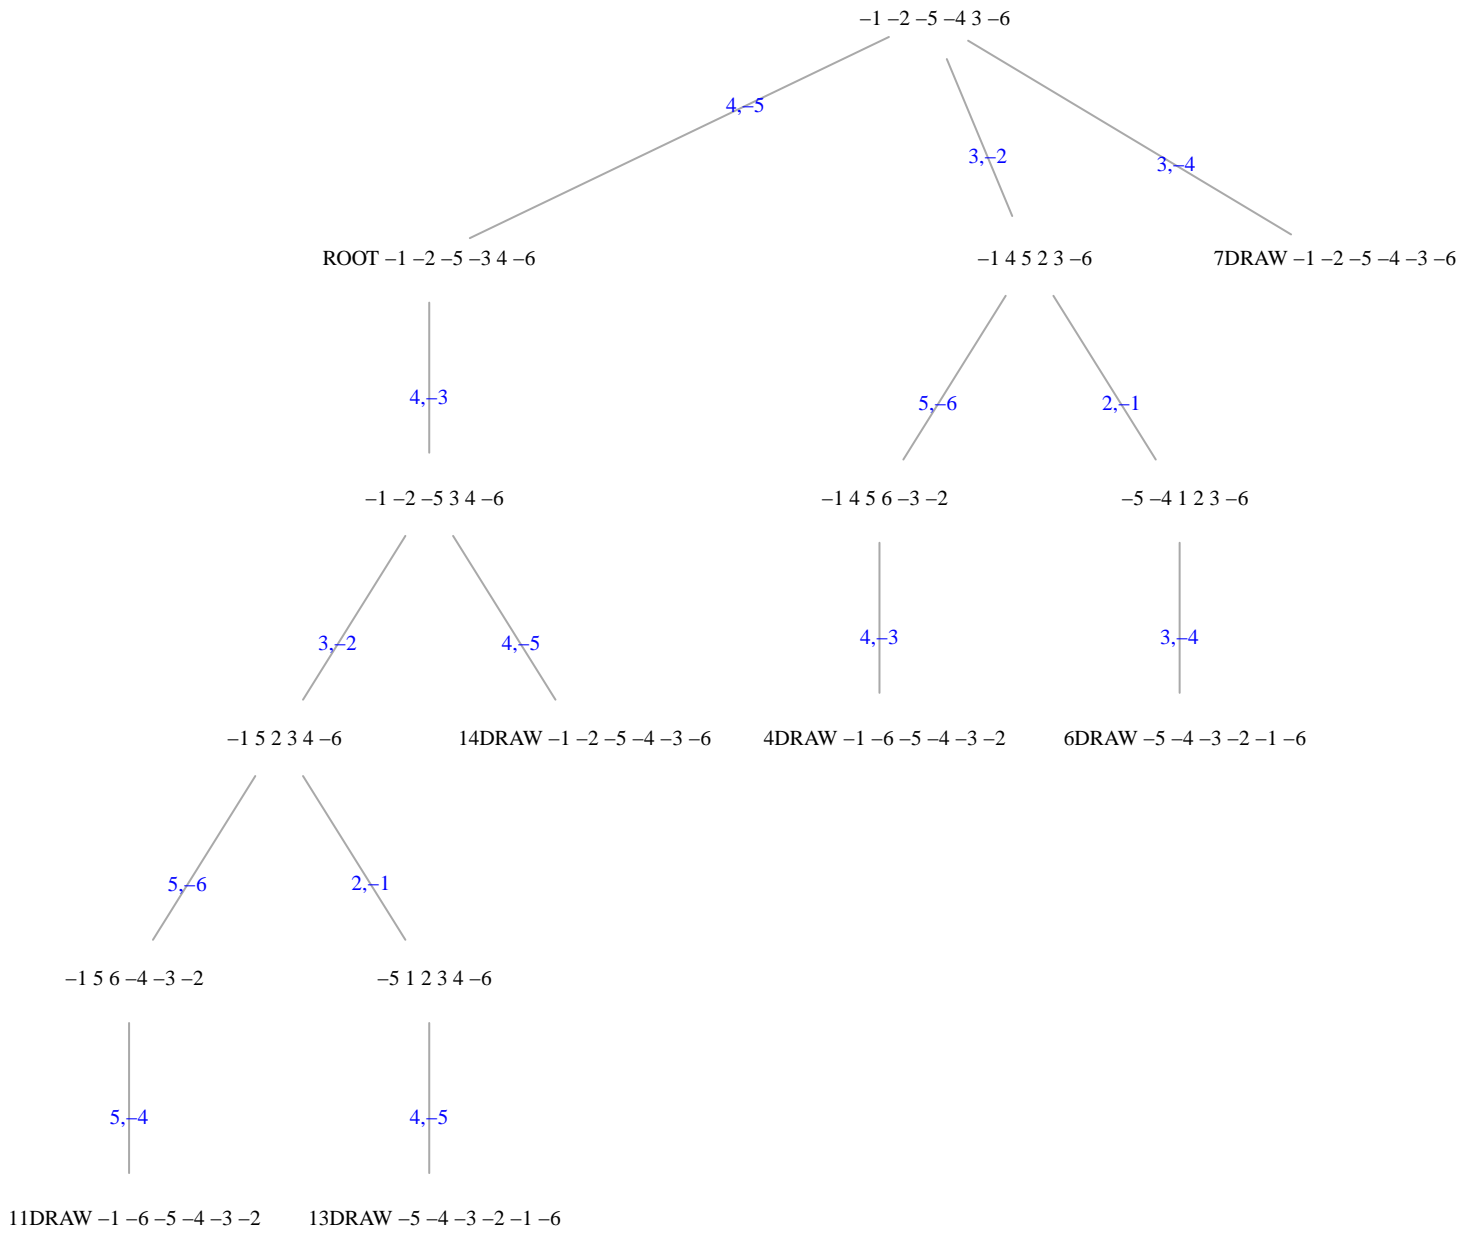 –1 –2 –5 –4 3 –6
4,–5
3,–2
3,–4
ROOT –1 –2 –5 –3 4 –6
–1 4 5 2 3 –6
7DRAW –1 –2 –5 –4 –3 –6
4,–3
5,–6
2,–1
–1 –2 –5 3 4 –6
–1 4 5 6 –3 –2
–5 –4 1 2 3 –6
3,–2
4,–5
4,–3
3,–4
–1 5 2 3 4 –6
14DRAW –1 –2 –5 –4 –3 –6
4DRAW –1 –6 –5 –4 –3 –2
6DRAW –5 –4 –3 –2 –1 –6
5,–6
2,–1
–1 5 6 –4 –3 –2
–5 1 2 3 4 –6
5,–4
4,–5
11DRAW –1 –6 –5 –4 –3 –2
13DRAW –5 –4 –3 –2 –1 –6